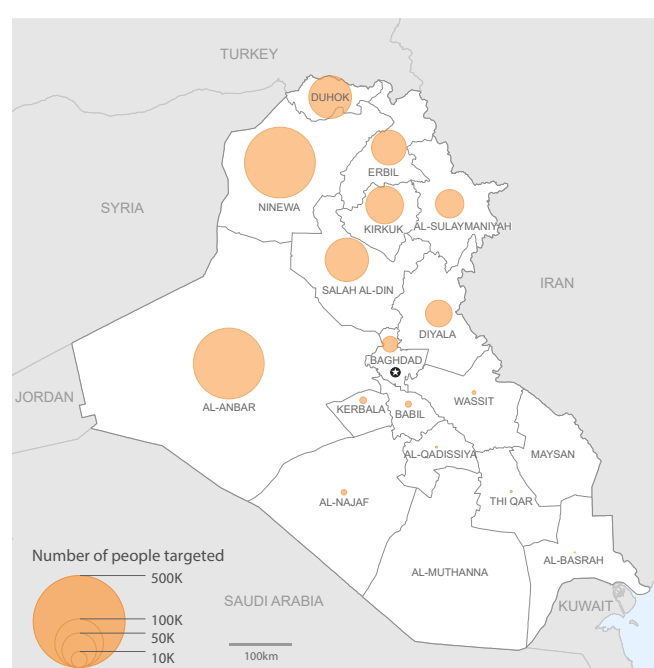 TURKEY
DUHOK
ERBIL
SYRIA
NINEWA
KIRKUK
AL-SULAYMANIYAH
IRAN
SALAH AL-DIN
DIYALA
BAGHDAD
JORDAN
AL-ANBAR
KERBALA
BABIL
WASSIT
AL-QADISSIYA
MAYSAN
AL-NAJAF
THI QAR
AL-BASRAH
AL-MUTHANNA
Number of people targeted
500K
100K
50K
10K
SAUDI ARABIA
KUWAIT
100km